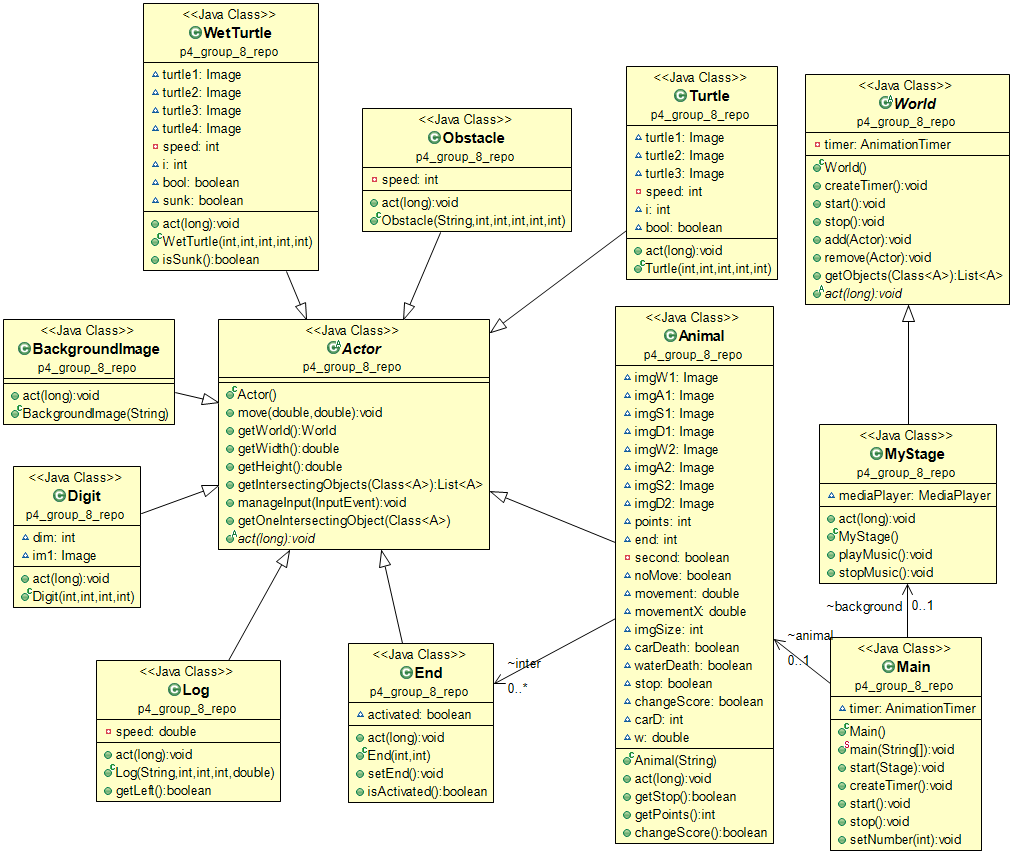 <<Java Class>>
WetTurtle
p4_group_8_repo
turtle1: Image
turtle2: Image
turtle3: Image
turtle4: Image
speed: int
i: int
bool: boolean
sunk: boolean
act(long):void
WetTurtle(int,int,int,int,int)
isSunk():boolean
<<Java Class>>
Obstacle
p4_group_8_repo
speed: int
act(long):void
Obstacle(String,int,int,int,int,int)
<<Java Class>>
Turtle
p4_group_8_repo
turtle1: Image
turtle2: Image
turtle3: Image
speed: int
i: int
bool: boolean
act(long):void
Turtle(int,int,int,int,int)
<<Java Class>>
World
p4_group_8_repo
timer: AnimationTimer
World()
createTimer():void
start():void
stop():void
add(Actor):void
remove(Actor):void
getObjects(Class<A>):List<A>
act(long):void
<<Java Class>>
BackgroundImage
p4_group_8_repo
act(long):void
BackgroundImage(String)
<<Java Class>>
Actor
p4_group_8_repo
Actor()
move(double,double):void
getWorld():World
getWidth():double
getHeight():double
getIntersectingObjects(Class<A>):List<A>
manageInput(InputEvent):void
getOneIntersectingObject(Class<A>)
act(long):void
<<Java Class>>
Animal
p4_group_8_repo
imgW1: Image
imgA1: Image
imgS1: Image
imgD1: Image
imgW2: Image
imgA2: Image
imgS2: Image
imgD2: Image
points: int
end: int
second: boolean
noMove: boolean
movement: double
movementX: double
imgSize: int
carDeath: boolean
waterDeath: boolean
stop: boolean
changeScore: boolean
carD: int
w: double
Animal(String)
act(long):void
getStop():boolean
getPoints():int
changeScore():boolean
<<Java Class>>
MyStage
p4_group_8_repo
mediaPlayer: MediaPlayer
act(long):void
MyStage()
playMusic():void
stopMusic():void
<<Java Class>>
Digit
p4_group_8_repo
dim: int
im1: Image
act(long):void
Digit(int,int,int,int)
~background
0..1
~animal
0..1
~inter
0..*
<<Java Class>>
Log
p4_group_8_repo
speed: double
act(long):void
Log(String,int,int,int,double)
getLeft():boolean
<<Java Class>>
End
p4_group_8_repo
activated: boolean
act(long):void
End(int,int)
setEnd():void
isActivated():boolean
<<Java Class>>
Main
p4_group_8_repo
timer: AnimationTimer
Main()
main(String[]):void
start(Stage):void
createTimer():void
start():void
stop():void
setNumber(int):void